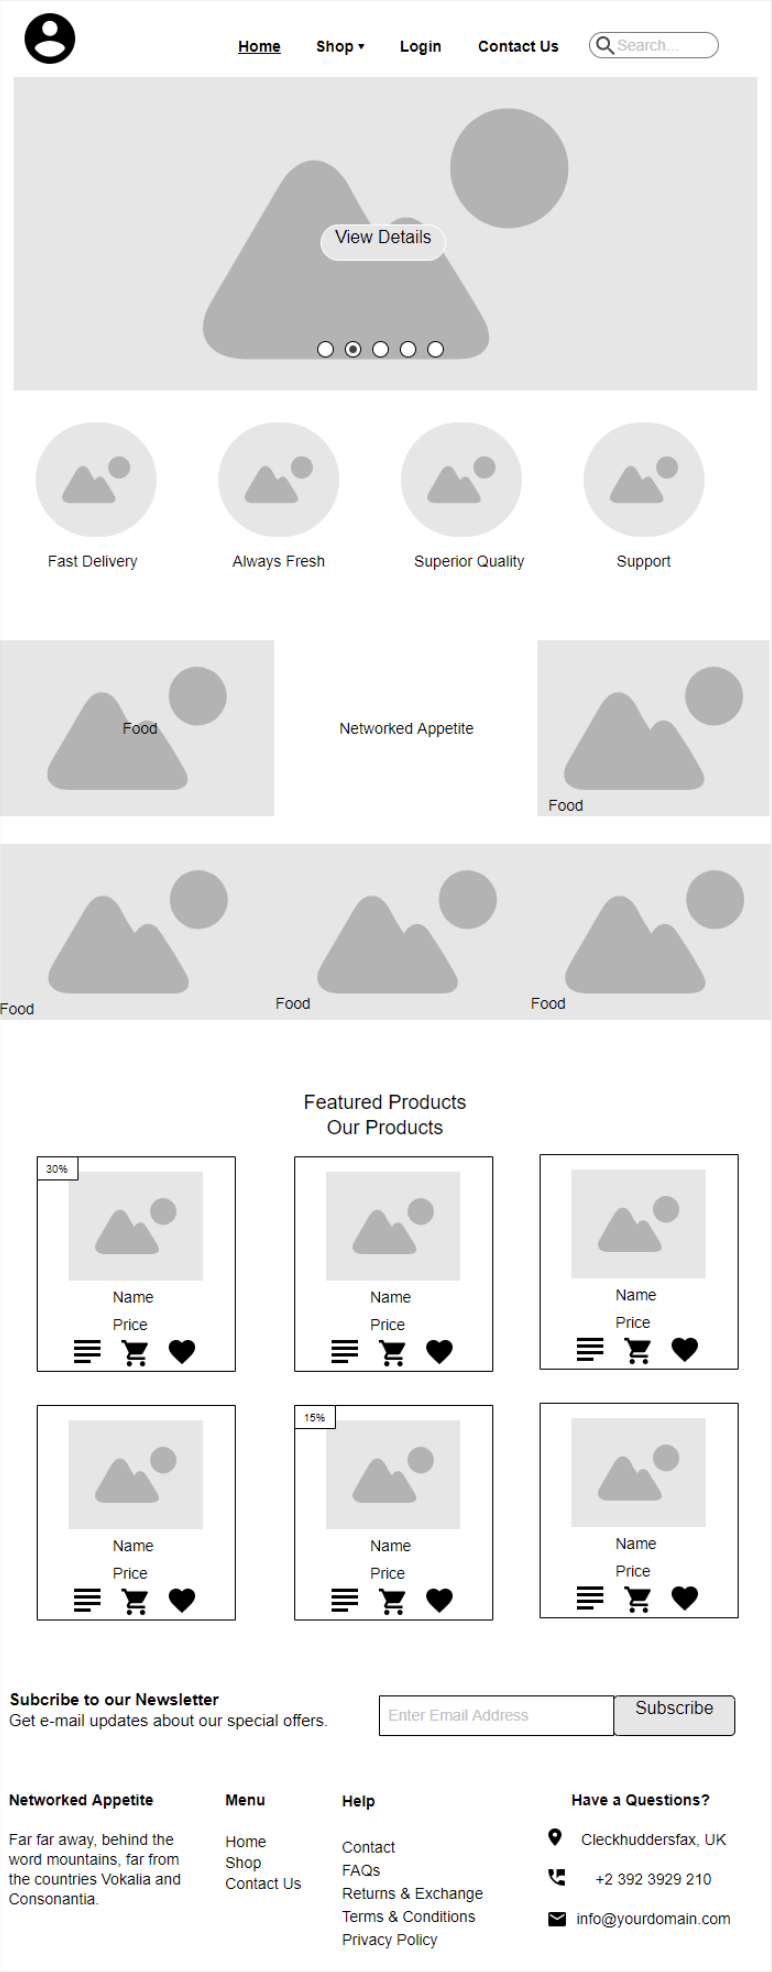 Home Shop Login Contact Us Search...
View Details
Fast Delivery Always Fresh Superior Quality Support
Food
Networked Appetite
Food
Food
Food
Food
Featured Products
Our Products
30%
Name Name Name
Price Price Price
15%
Name Name Name
Price Price Price
Subcribe to our Newsletter
Get e-mail updates about our special offers.
Enter Email Address Subscribe
Networked Appetite
Far far away, behind the
word mountains, far from
the countries Vokalia and
Consonantia.
Menu
Home
Shop
Contact Us
Help
Contact
FAQs
Returns & Exchange
Terms & Conditions
Privacy Policy
Have a Questions?
Cleckhuddersfax, UK
+2 392 3929 210
info@yourdomain.com